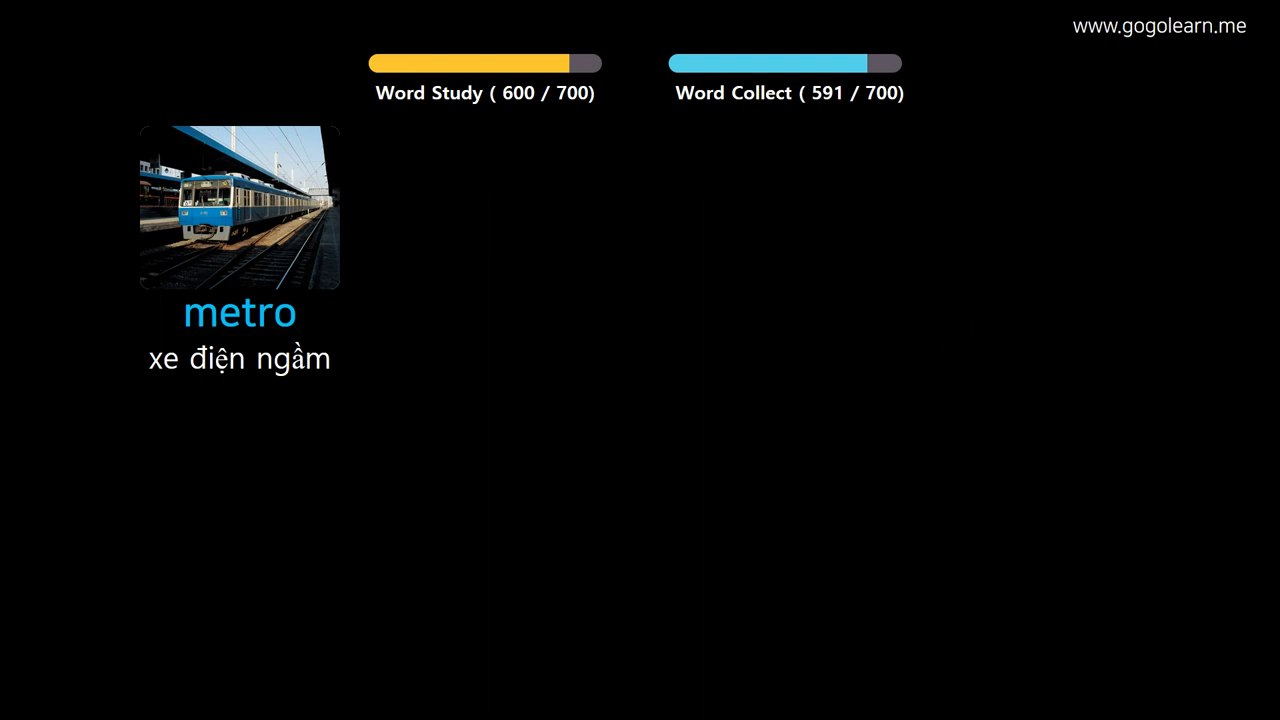 www.gogolearn.me
Word Study ( 600 / 700)
Word Collect ( 591 / 700)
metro
xe điện ngầm